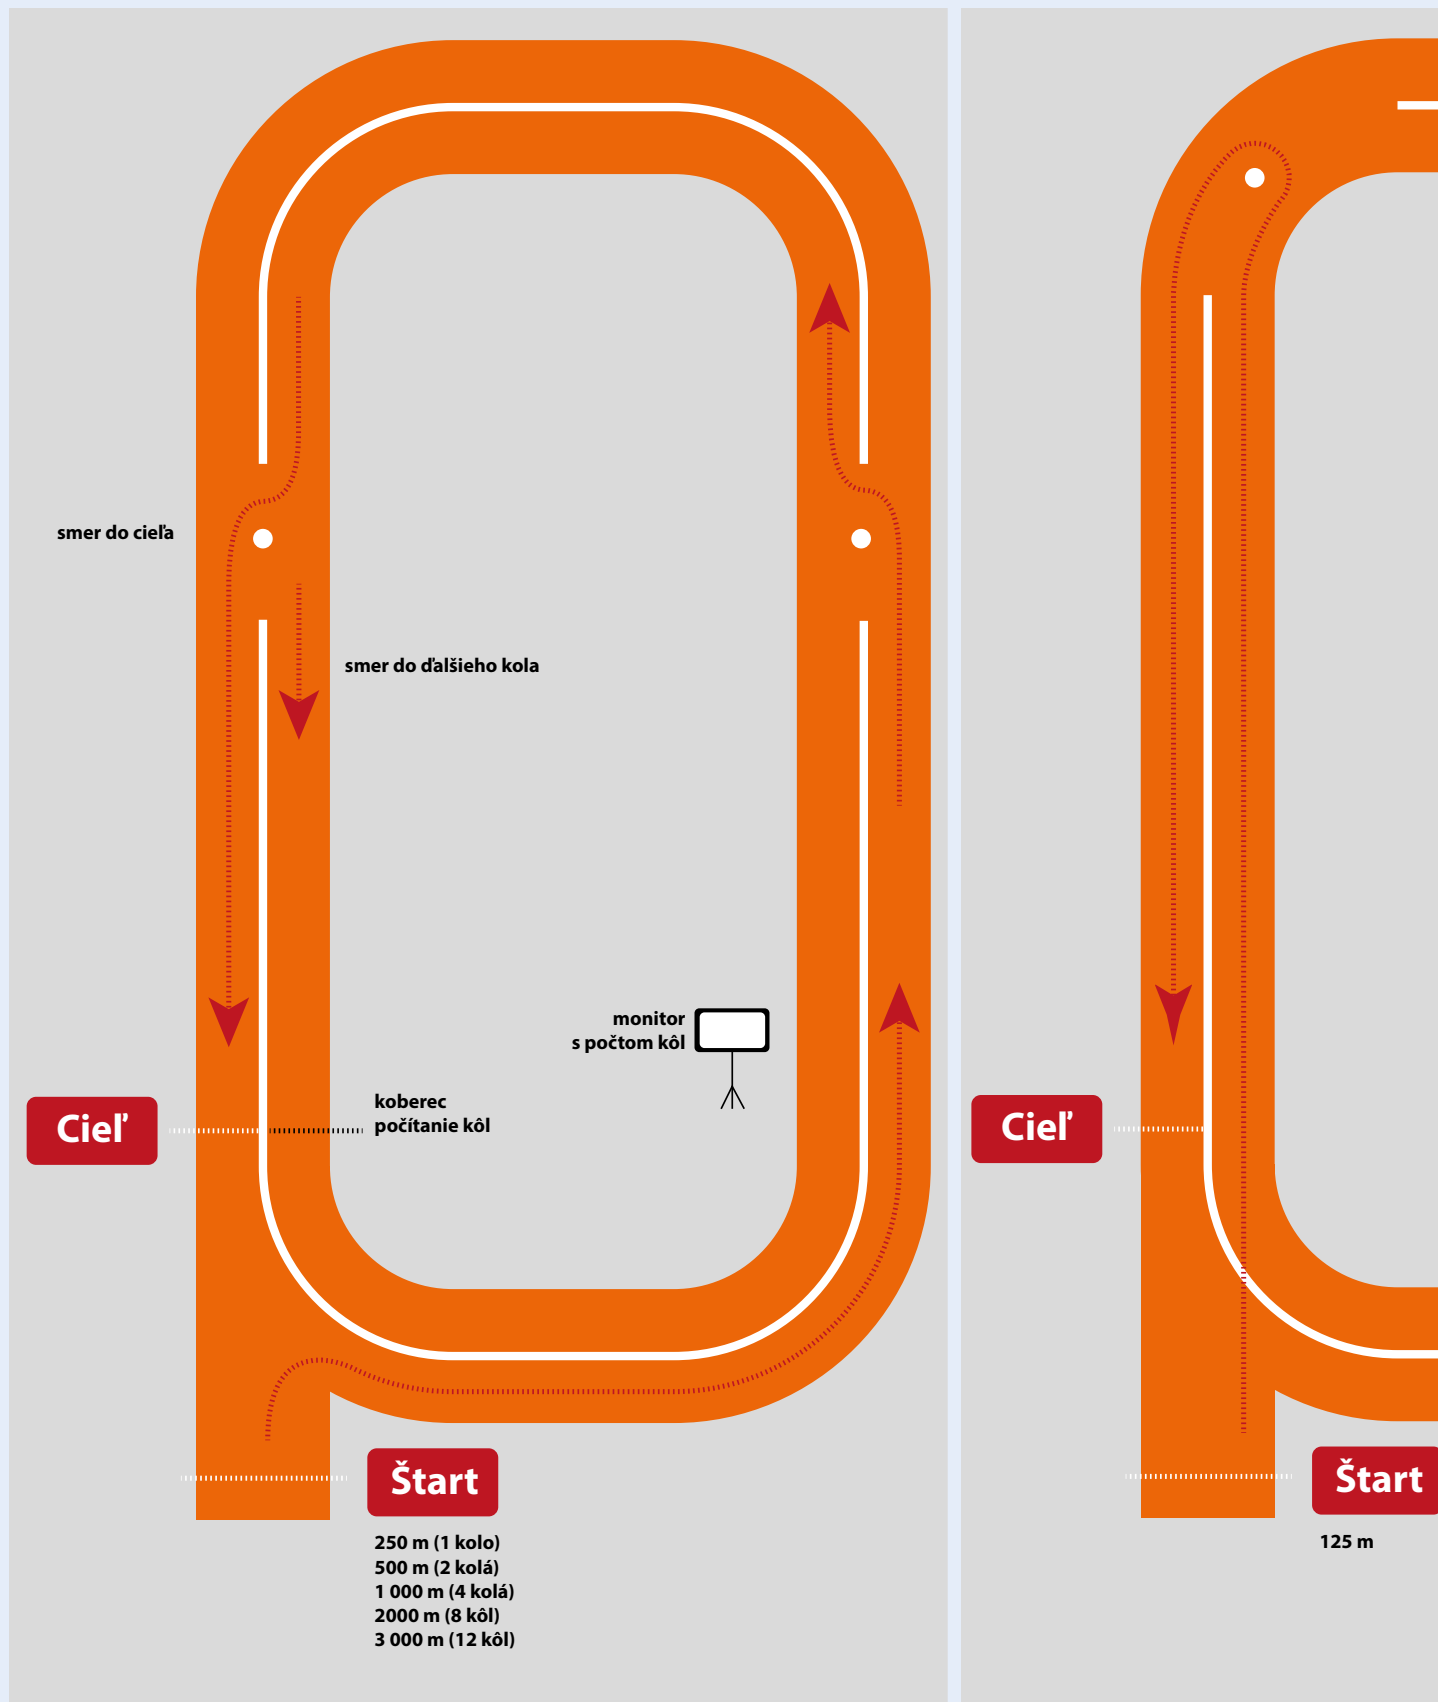 smer do cieľa
smer do ďalšieho kola
monitor
s počtom kôl
koberec
počítanie kôl
Cieľ
Štart
250 m (1 kolo)
500 m (2 kolá)
1 000 m (4 kolá)
2000 m (8 kôl)
3 000 m (12 kôl)
Cieľ
Štart
125 m